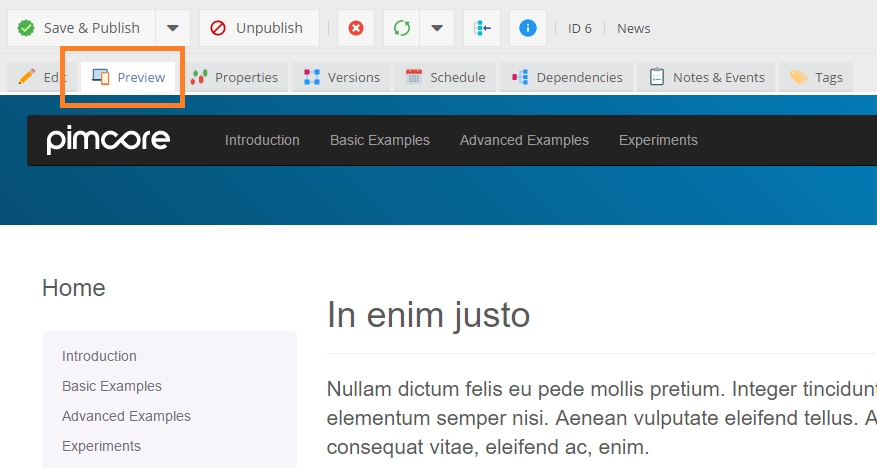 Save & Publish Unpublish ID 6 News
Edit Preview Properties Versions Schedule Dependencies Notes & Events Tags
pimcore Introduction Basic Examples Advanced Examples Experiments
Home
In enim justo
Introduction
Basic Examples
Advanced Examples
Experiments
Nullam dictum felis eu pede mollis pretium. Integer tincidunt
elementum semper nisi. Aenean vulputate eleifend tellus. A
consequat vitae, eleifend ac, enim.